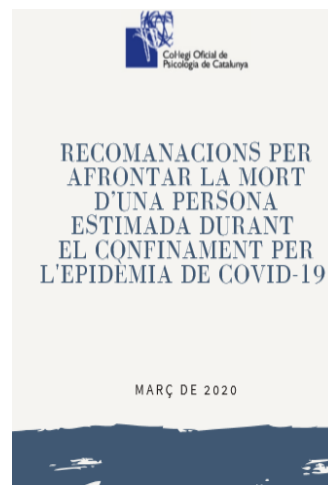 Col·legi Oficial de
Psicologia de Catalunya
RECOMANACIONS PER
AFRONTAR LA MORT
D'UNA PERSONA
ESTIMADA DURANT
EL CONFINAMENT PER
L'EPIDÈMIA DE COVID-19
MARÇ DE 2020